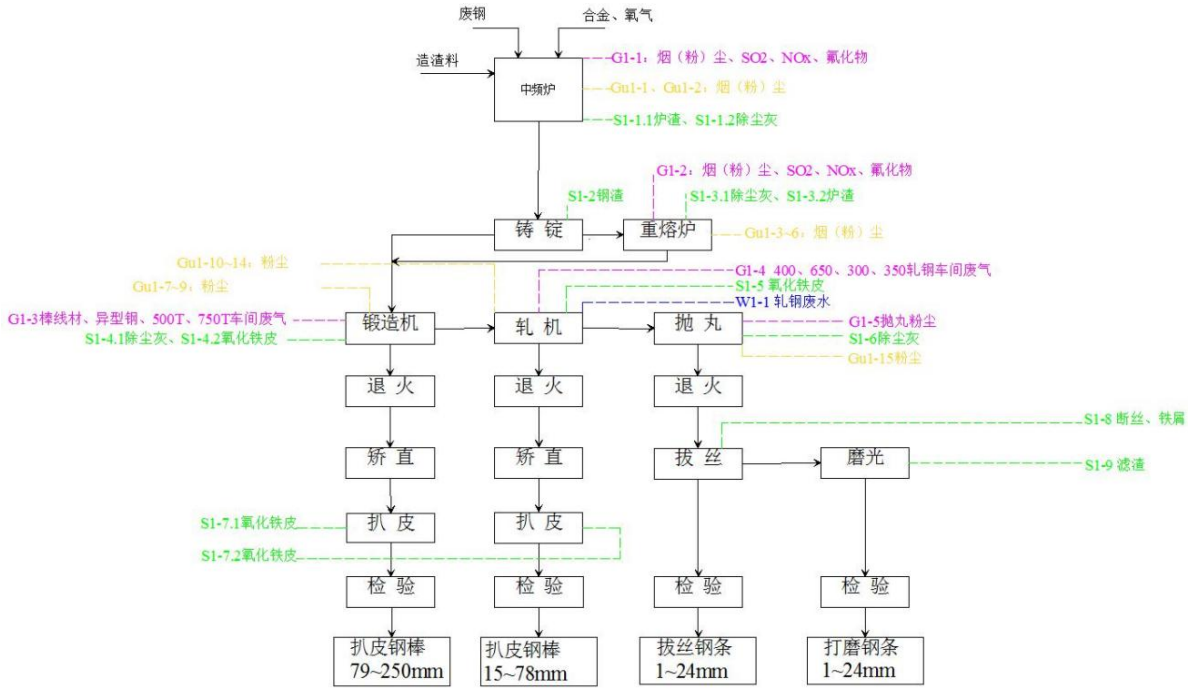 废钢
合金、氧气
造渣料
中频炉
G1-1：烟（粉）尘、SO2、NOx、氟化物
Gu1-1、Gu1-2：烟（粉）尘
S1-1.1炉渣、S1-1.2除尘灰
G1-2：烟（粉）尘、SO2、NOx、氟化物
S1-2钢渣
S1-3.1除尘灰、S1-3.2炉渣
铸 锭
重熔炉
Gu1-3~6：烟（粉）尘
Gu1-10~14：粉尘
Gu1-7~9：粉尘
G1-4 400、650、300、350轧钢车间废气
S1-5 氧化铁皮
W1-1 轧钢废水
G1-3棒线材、异型钢、500T、750T车间废气
S1-4.1除尘灰、S1-4.2氧化铁皮
锻造机
轧 机
抛 丸
G1-5抛丸粉尘
S1-6除尘灰
Gu1-15粉尘
退 火
退 火
退 火
S1-8 断丝、铁屑
矫 直
矫 直
拔 丝
磨光
S1-9 滤渣
S1-7.1氧化铁皮
扒 皮
扒 皮
S1-7.2氧化铁皮
检 验
检 验
检 验
检 验
扒皮钢棒
79~250mm
扒皮钢棒
15~78mm
拔丝钢条
1~24mm
打磨钢条
1~24mm